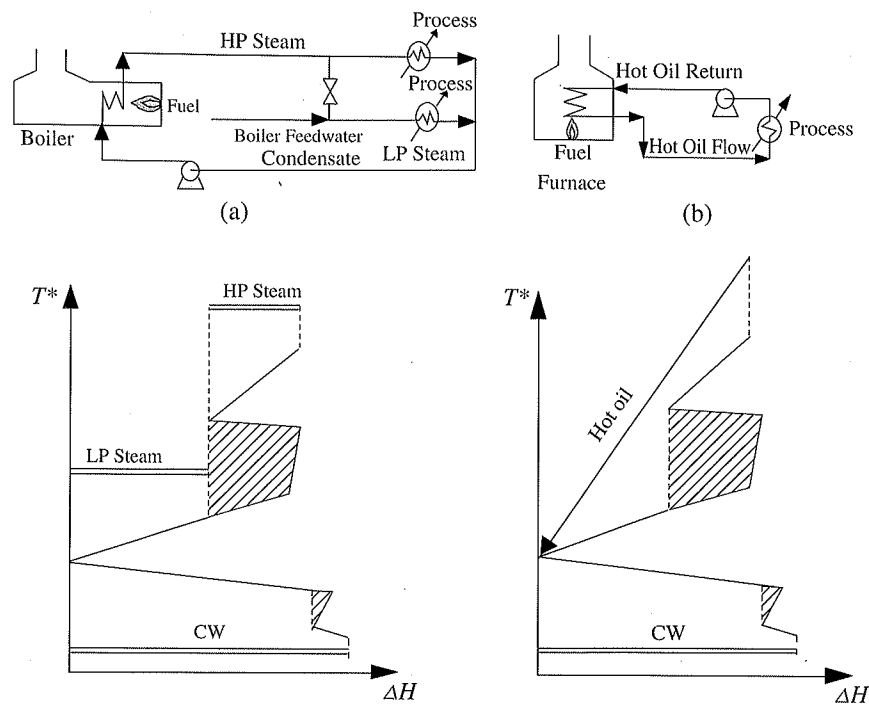 Process
HP Steam
Process
Fuel
Boiler
Boiler Feedwater
Condensate
LP Steam
(a)
Hot Oil Return
Process
Hot Oil Flow
Fuel
Furnace
(b)
T*
HP Steam
LP Steam
CW
ΔH
T*
Hot oil
CW
ΔH